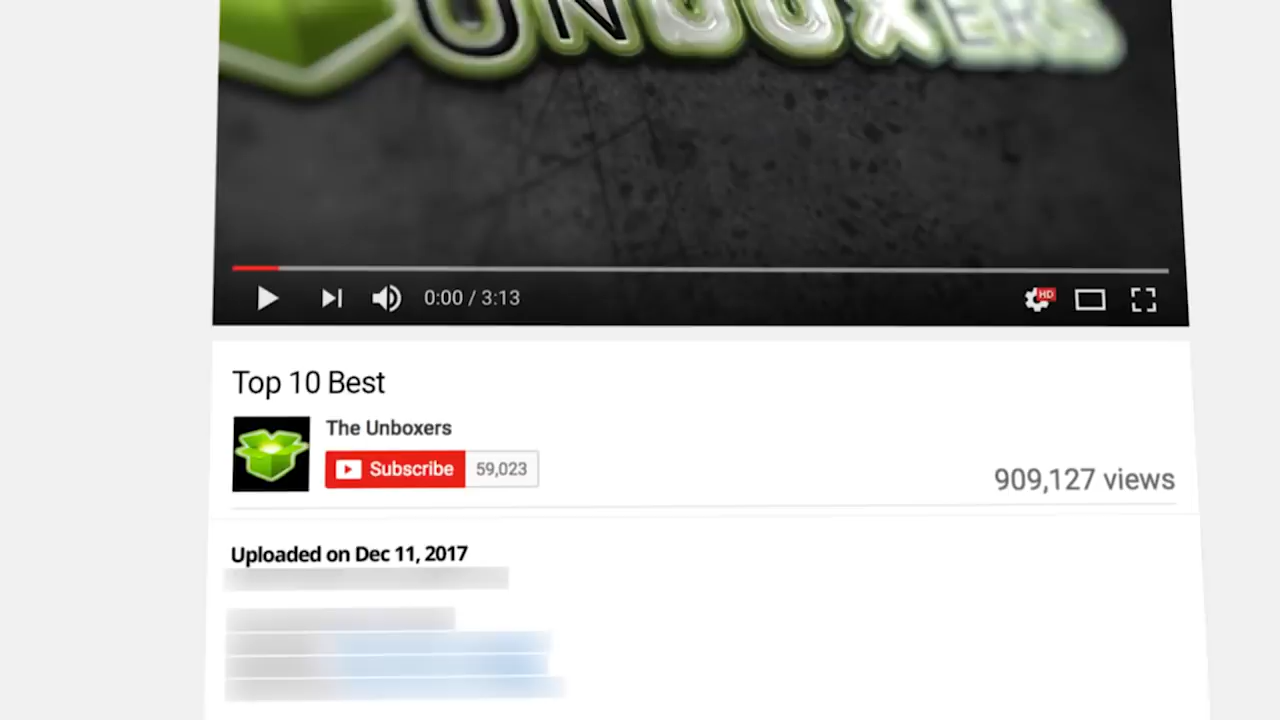 UNBOXERS
0:00 / 3:13
HD
Top 10 Best
The Unboxers
Subscribe 59,023
909,127 views
Uploaded on Dec 11, 2017